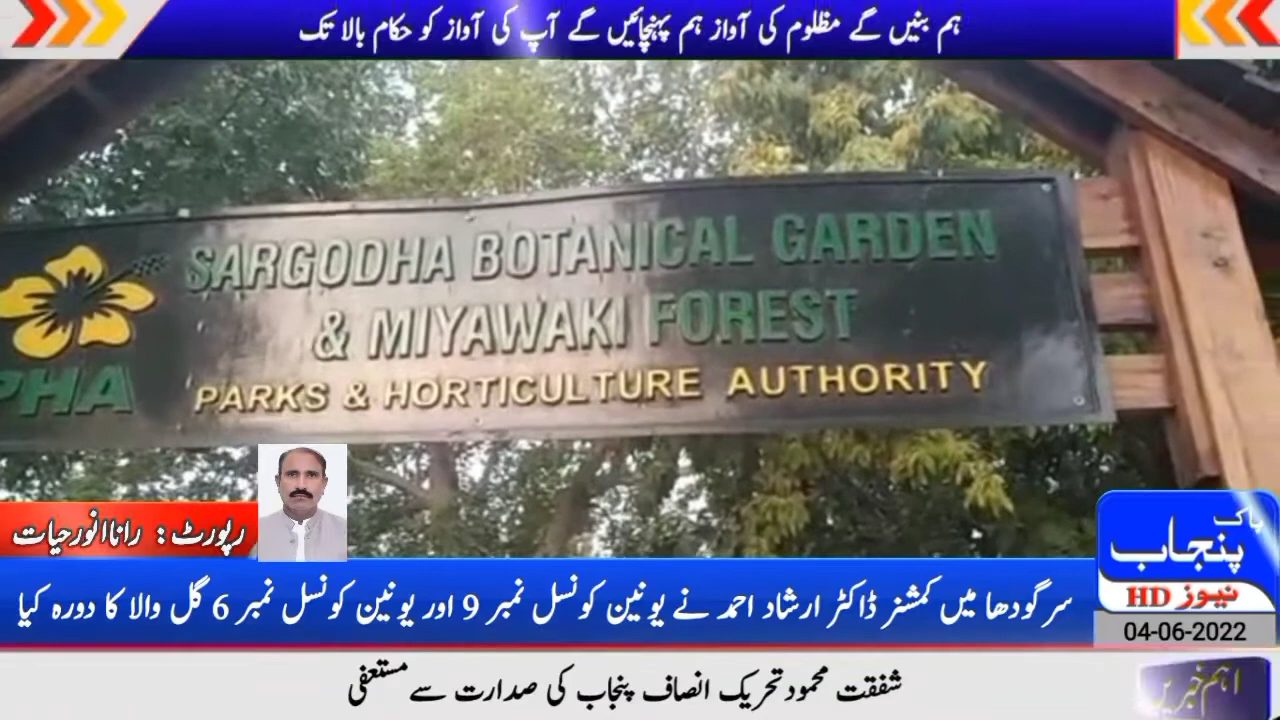 ہم بنیں گے مظلوم کی آواز ہم پہنچائیں گے آپ کی آواز کو حکام بالا تک
SARGODHA BOTANICAL GARDEN
& MIYAWAKI FOREST
PHA
PARKS & HORTICULTURE AUTHORITY
رپورٹ: رانا انور حیات
پاک
پنجاب
نیوز HD
سرگودھا میں کمشنر ڈاکٹر ارشاد احمد نے یونین کونسل نمبر 9 اور یونین کونسل نمبر 6 گل والا کا دورہ کیا
04-06-2022
شفقت محمود تحریک انصاف پنجاب کی صدارت سے مستعفی
اہم خبریں